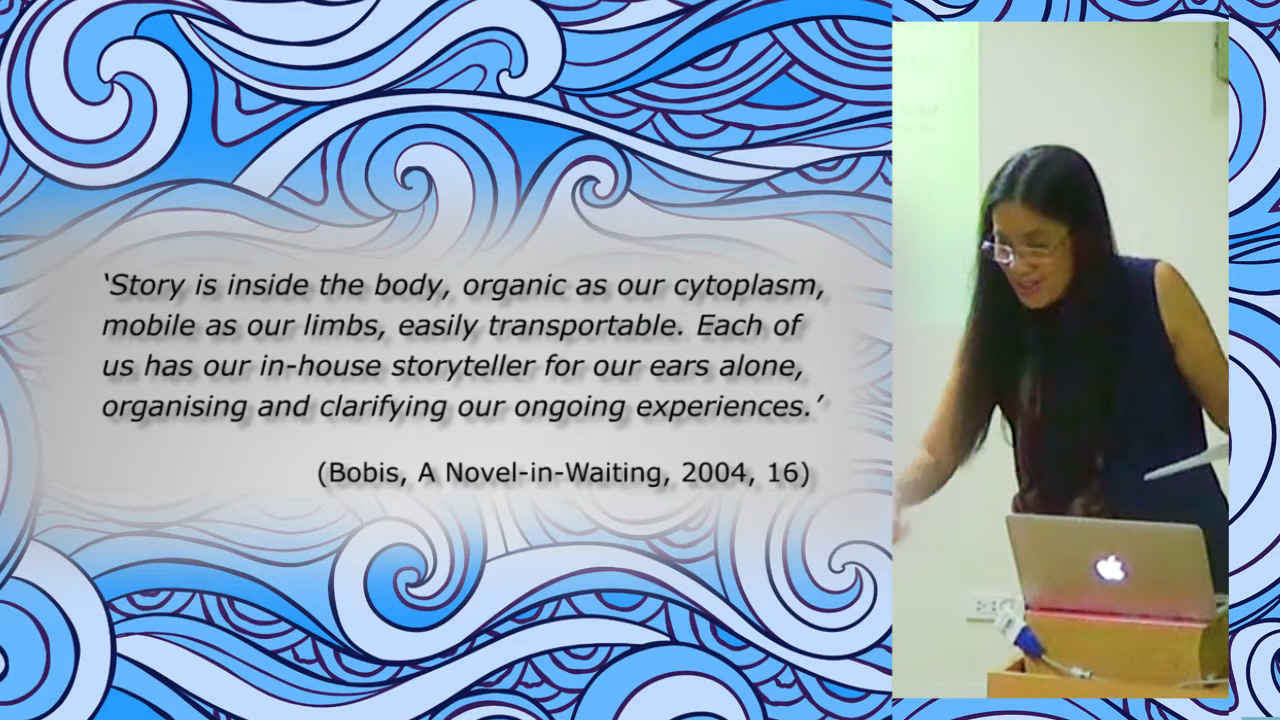 ‘Story is inside the body, organic as our cytoplasm,
mobile as our limbs, easily transportable. Each of
us has our in-house storyteller for our ears alone,
organising and clarifying our ongoing experiences.’
(Bobis, A Novel-in-Waiting, 2004, 16)